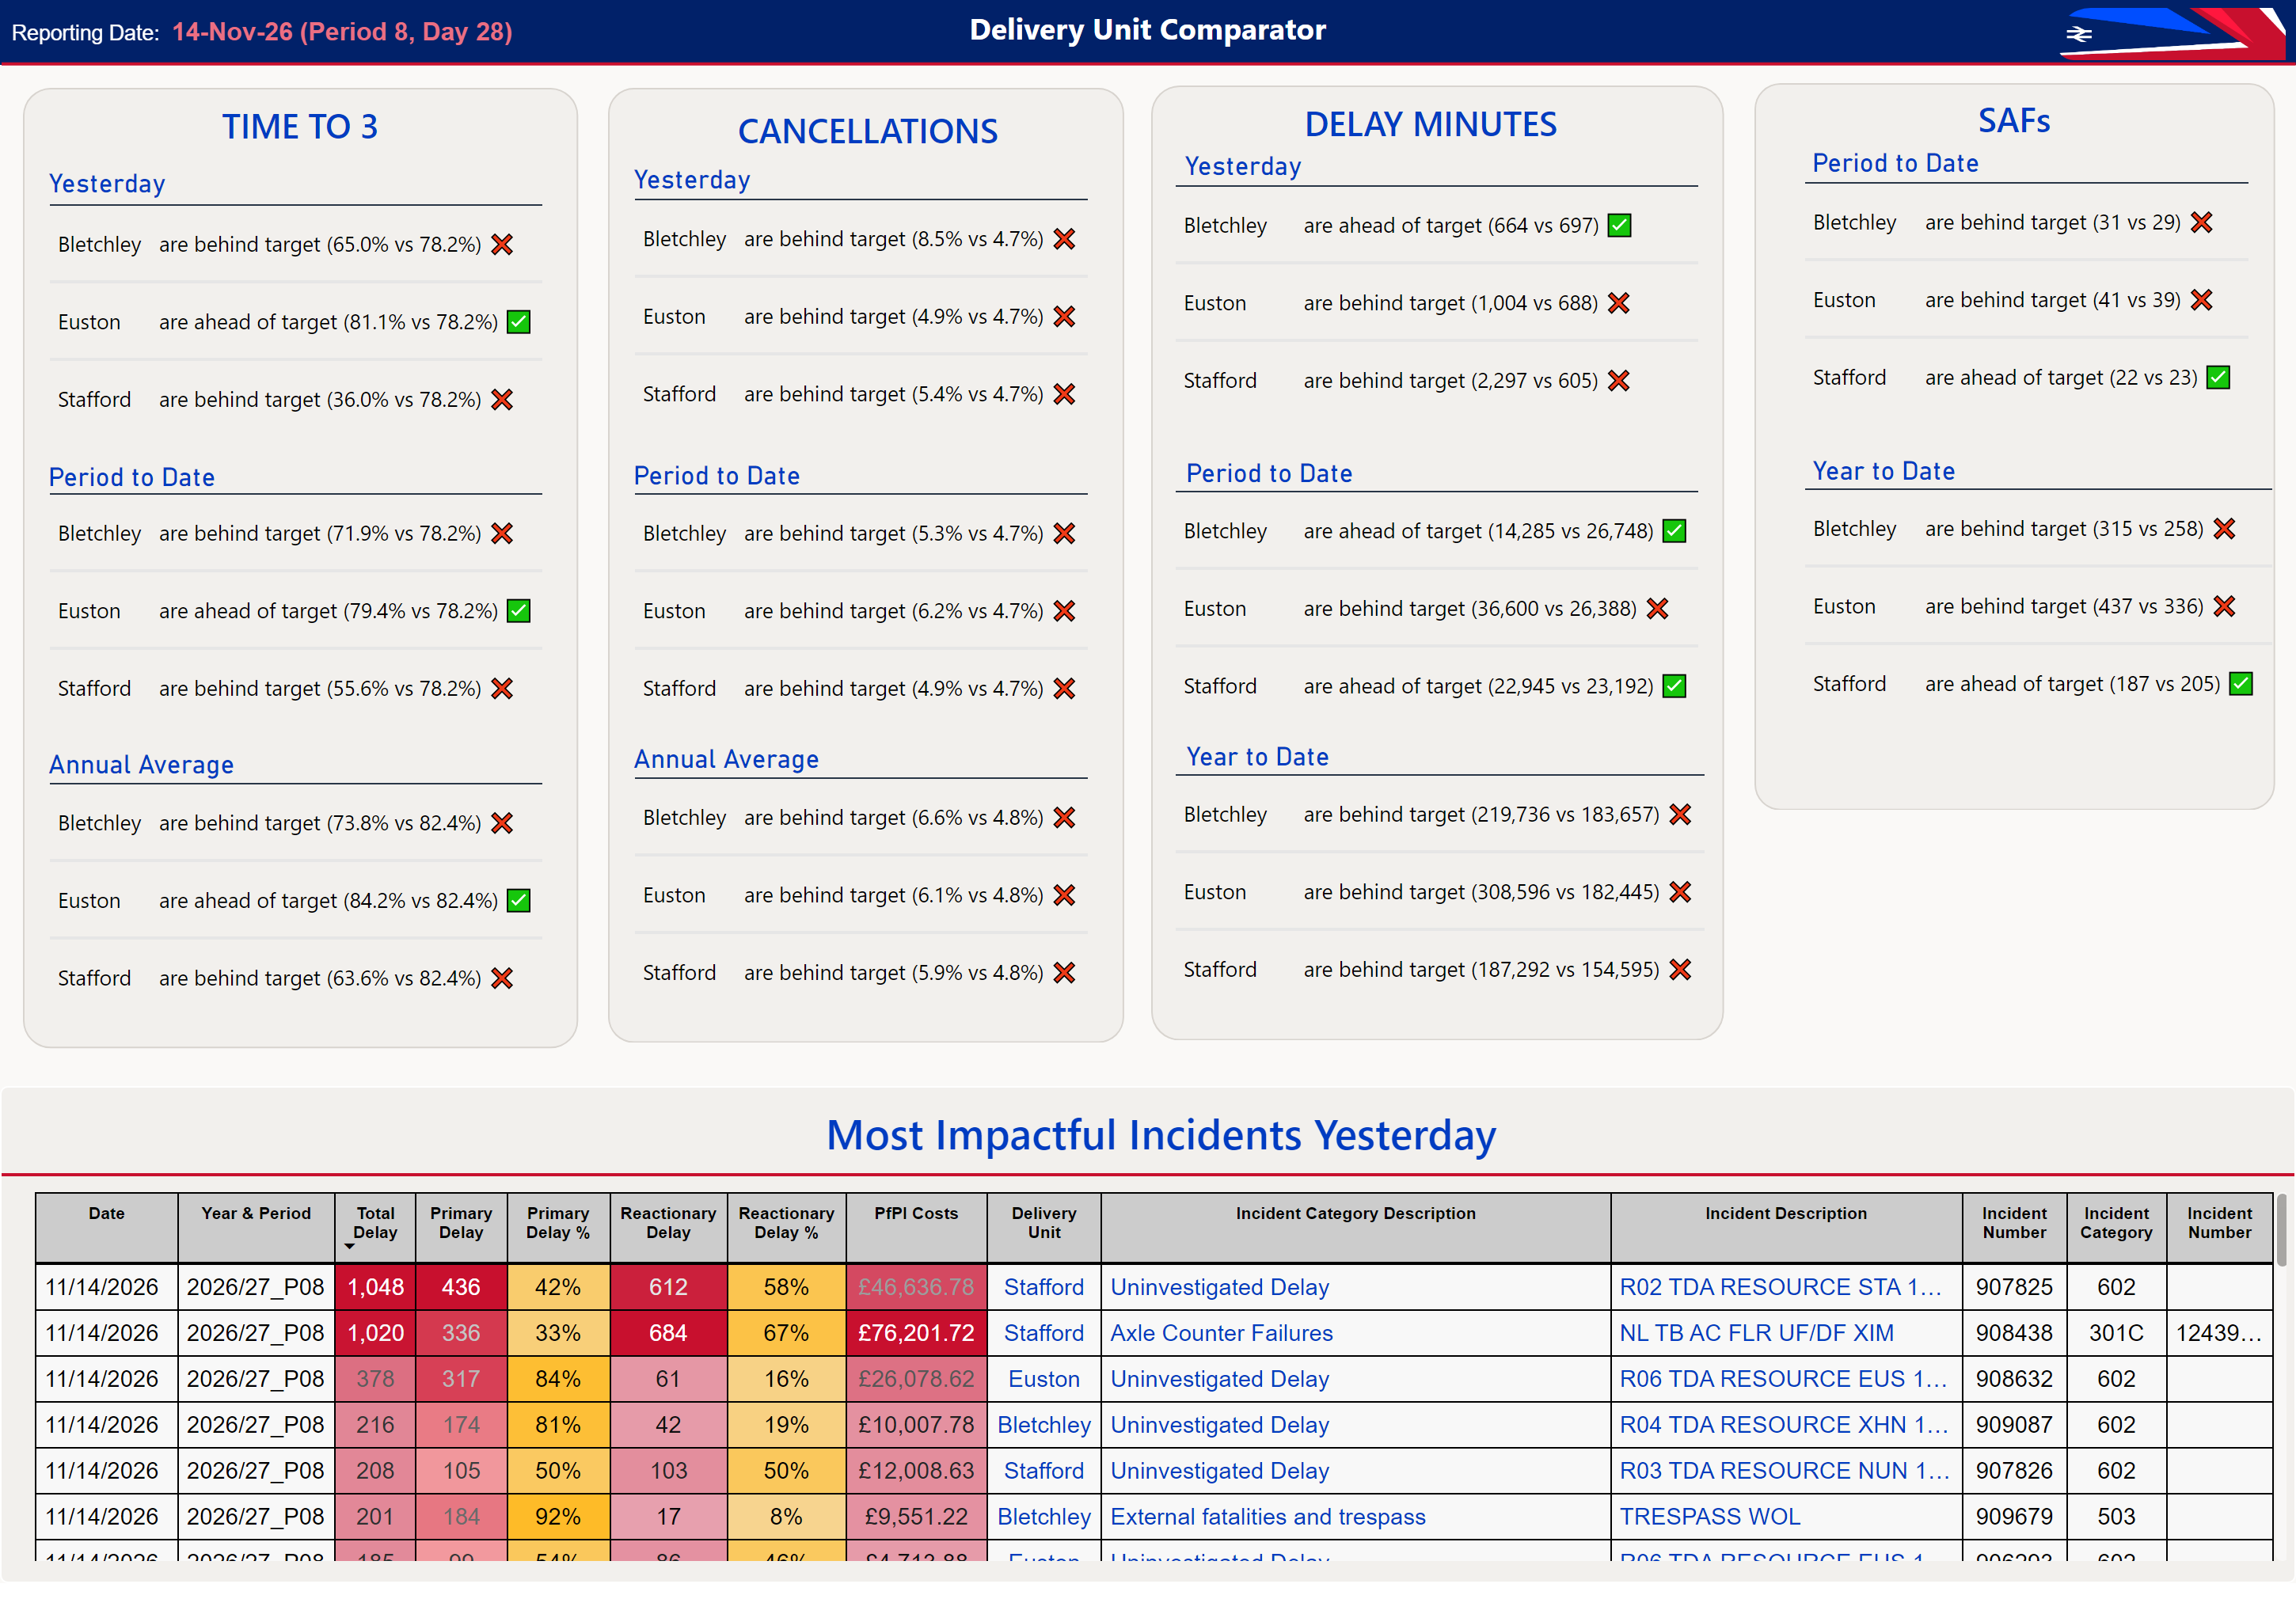 Reporting Date: 14-Nov-26 (Period 8, Day 28)
Delivery Unit Comparator
TIME TO 3
Yesterday
Bletchley are behind target (65.0% vs 78.2%) ❌
Euston are ahead of target (81.1% vs 78.2%) ✅
Stafford are behind target (36.0% vs 78.2%) ❌
Period to Date
Bletchley are behind target (71.9% vs 78.2%) ❌
Euston are ahead of target (79.4% vs 78.2%) ✅
Stafford are behind target (55.6% vs 78.2%) ❌
Annual Average
Bletchley are behind target (73.8% vs 82.4%) ❌
Euston are ahead of target (84.2% vs 82.4%) ✅
Stafford are behind target (63.6% vs 82.4%) ❌
CANCELLATIONS
Yesterday
Bletchley are behind target (8.5% vs 4.7%) ❌
Euston are behind target (4.9% vs 4.7%) ❌
Stafford are behind target (5.4% vs 4.7%) ❌
Period to Date
Bletchley are behind target (5.3% vs 4.7%) ❌
Euston are behind target (6.2% vs 4.7%) ❌
Stafford are behind target (4.9% vs 4.7%) ❌
Annual Average
Bletchley are behind target (6.6% vs 4.8%) ❌
Euston are behind target (6.1% vs 4.8%) ❌
Stafford are behind target (5.9% vs 4.8%) ❌
DELAY MINUTES
Yesterday
Bletchley are ahead of target (664 vs 697) ✅
Euston are behind target (1,004 vs 688) ❌
Stafford are behind target (2,297 vs 605) ❌
Period to Date
Bletchley are ahead of target (14,285 vs 26,748) ✅
Euston are behind target (36,600 vs 26,388) ❌
Stafford are ahead of target (22,945 vs 23,192) ✅
Year to Date
Bletchley are behind target (219,736 vs 183,657) ❌
Euston are behind target (308,596 vs 182,445) ❌
Stafford are behind target (187,292 vs 154,595) ❌
SAFs
Period to Date
Bletchley are behind target (31 vs 29) ❌
Euston are behind target (41 vs 39) ❌
Stafford are ahead of target (22 vs 23) ✅
Year to Date
Bletchley are behind target (315 vs 258) ❌
Euston are behind target (437 vs 336) ❌
Stafford are ahead of target (187 vs 205) ✅
Most Impactful Incidents Yesterday
Date Year & Period Total Delay Primary Delay Primary Delay % Reactionary Delay Reactionary Delay % PfPI Costs Delivery Unit Incident Category Description Incident Description Incident Number Incident Category Incident Number
11/14/2026 2026/27_P08 1,048 436 42% 612 58% £46,636.78 Stafford Uninvestigated Delay R02 TDA RESOURCE STA 1… 907825 602
11/14/2026 2026/27_P08 1,020 336 33% 684 67% £76,201.72 Stafford Axle Counter Failures NL TB AC FLR UF/DF XIM 908438 301C 12439…
11/14/2026 2026/27_P08 378 317 84% 61 16% £26,078.62 Euston Uninvestigated Delay R06 TDA RESOURCE EUS 1… 908632 602
11/14/2026 2026/27_P08 216 174 81% 42 19% £10,007.78 Bletchley Uninvestigated Delay R04 TDA RESOURCE XHN 1… 909087 602
11/14/2026 2026/27_P08 208 105 50% 103 50% £12,008.63 Stafford Uninvestigated Delay R03 TDA RESOURCE NUN 1… 907826 602
11/14/2026 2026/27_P08 201 184 92% 17 8% £9,551.22 Bletchley External fatalities and trespass TRESPASS WOL 909679 503
11/14/2026 2026/27_P08 Euston Uninvestigated Delay R06 TDA RESOURCE EUS 1